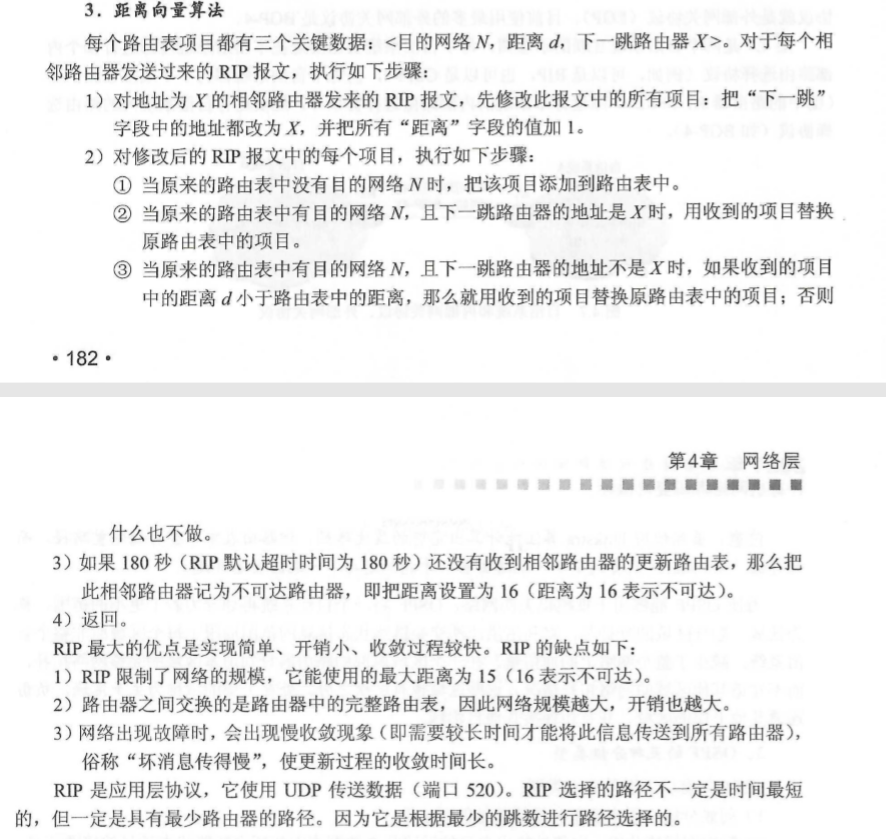 3．距离向量算法
每个路由表项目都有三个关键数据：<目的网络 N，距离 d，下一跳路由器 X>。对于每个相
邻路由器发送过来的 RIP 报文，执行如下步骤：
1）对地址为 X 的相邻路由器发来的 RIP 报文，先修改此报文中的所有项目：把“下一跳”
字段中的地址都改为 X，并把所有“距离”字段的值加 1。
2）对修改后的 RIP 报文中的每个项目，执行如下步骤：
① 当原来的路由表中没有目的网络 N 时，把该项目添加到路由表中。
② 当原来的路由表中有目的网络 N，且下一跳路由器的地址是 X 时，用收到的项目替换
原路由表中的项目。
③ 当原来的路由表中有目的网络 N，且下一跳路由器的地址不是 X 时，如果收到的项目
中的距离 d 小于路由表中的距离，那么就用收到的项目替换原路由表中的项目；否则
• 182 •
第4章 网络层
什么也不做。
3）如果 180 秒（RIP 默认超时时间为 180 秒）还没有收到相邻路由器的更新路由表，那么把
此相邻路由器记为不可达路由器，即把距离设置为 16（距离为 16 表示不可达）。
4）返回。
RIP 最大的优点是实现简单、开销小、收敛过程较快。RIP 的缺点如下：
1）RIP 限制了网络的规模，它能使用的最大距离为 15（16 表示不可达）。
2）路由器之间交换的是路由器中的完整路由表，因此网络规模越大，开销也越大。
3）网络出现故障时，会出现慢收敛现象（即需要较长时间才能将此信息传送到所有路由器），
俗称“坏消息传得慢”，使更新过程的收敛时间长。
RIP 是应用层协议，它使用 UDP 传送数据（端口 520）。RIP 选择的路径不一定是时间最短
的，但一定是具有最少路由器的路径。因为它是根据最少的跳数进行路径选择的。